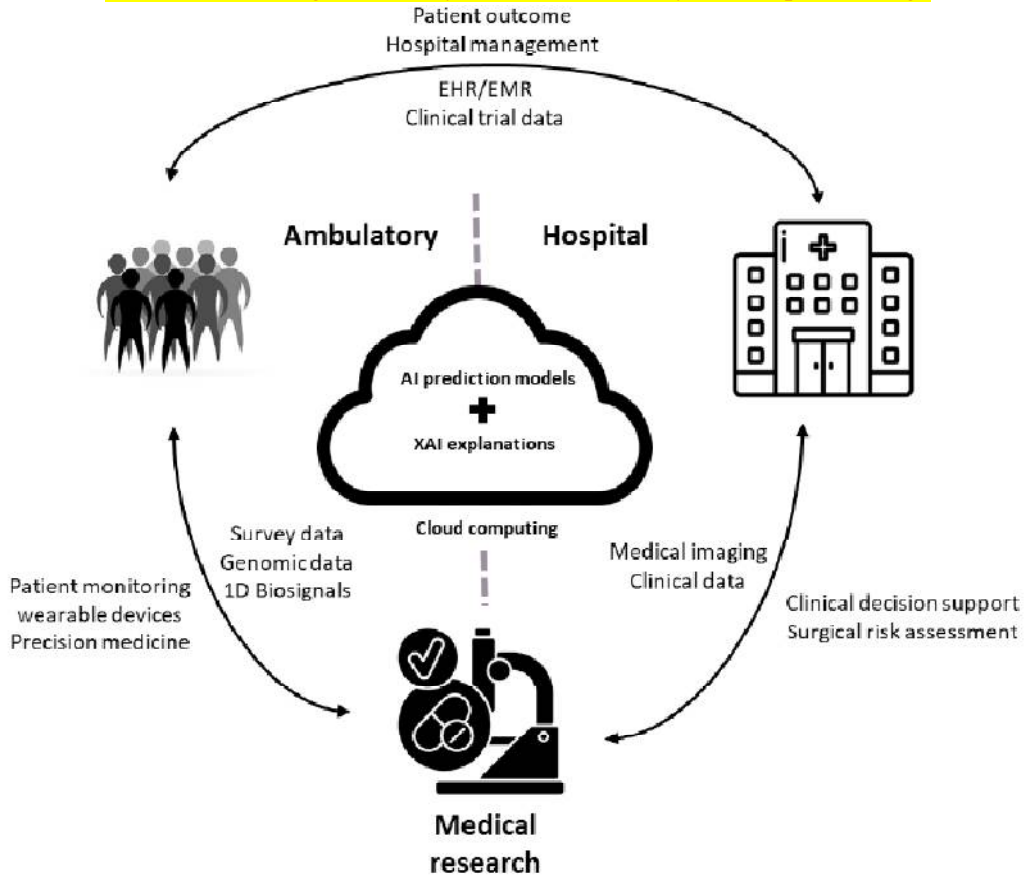 Patient outcome
Hospital management
EHR/EMR
Clinical trial data
Ambulatory
Hospital
AI prediction models
XAI explanations
Cloud computing
Survey data
Genomic data
1D Biosignals
Patient monitoring
wearable devices
Precision medicine
Medical imaging
Clinical data
Clinical decision support
Surgical risk assessment
Medical
research